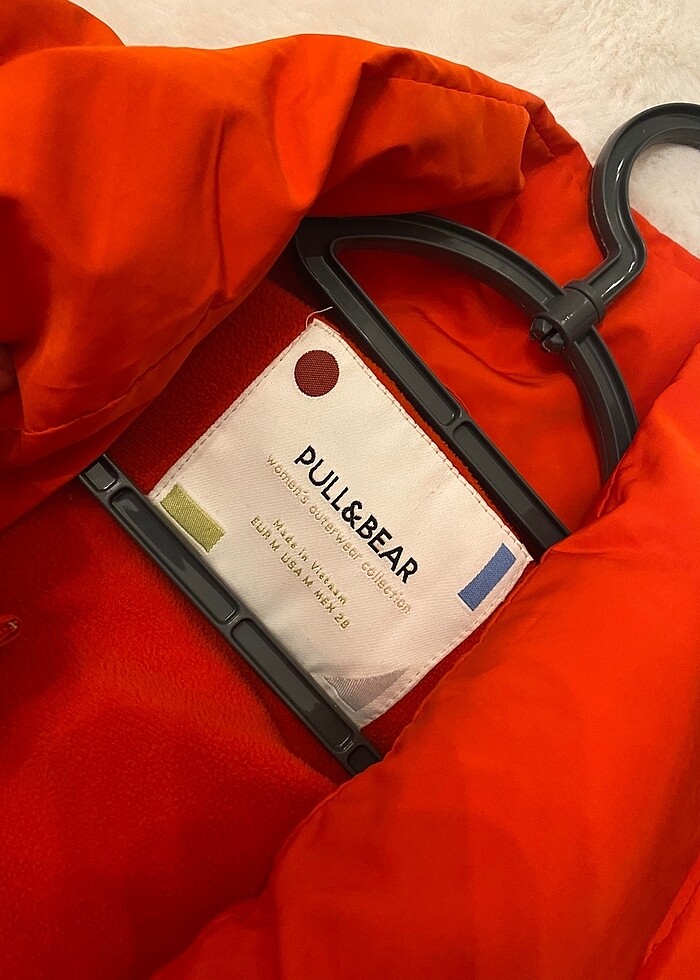 PULL&BEAR
women's outerwear collection
Made in Vietnam
EUR M USA M MEX 28